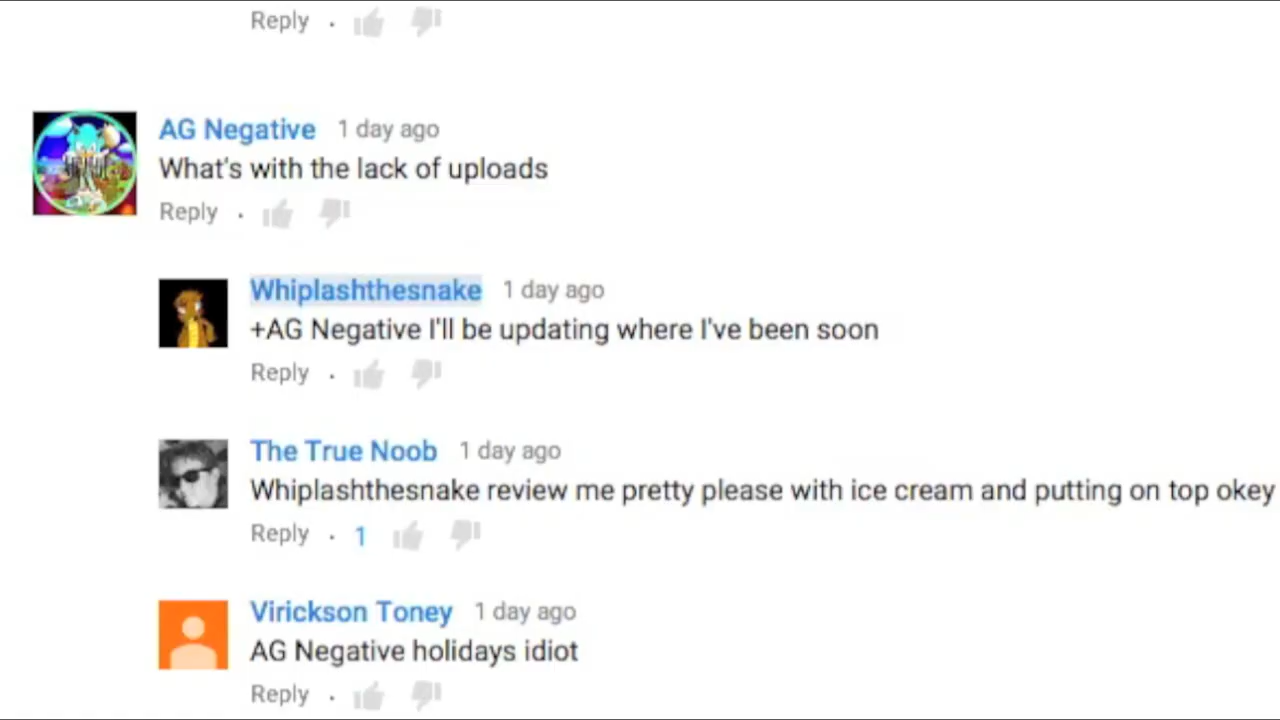 Reply ·
AG Negative 1 day ago
What's with the lack of uploads
Reply ·
Whiplashthesnake 1 day ago
+AG Negative I'll be updating where I've been soon
Reply ·
The True Noob 1 day ago
Whiplashthesnake review me pretty please with ice cream and putting on top okey
Reply · 1
Virickson Toney 1 day ago
AG Negative holidays idiot
Reply ·